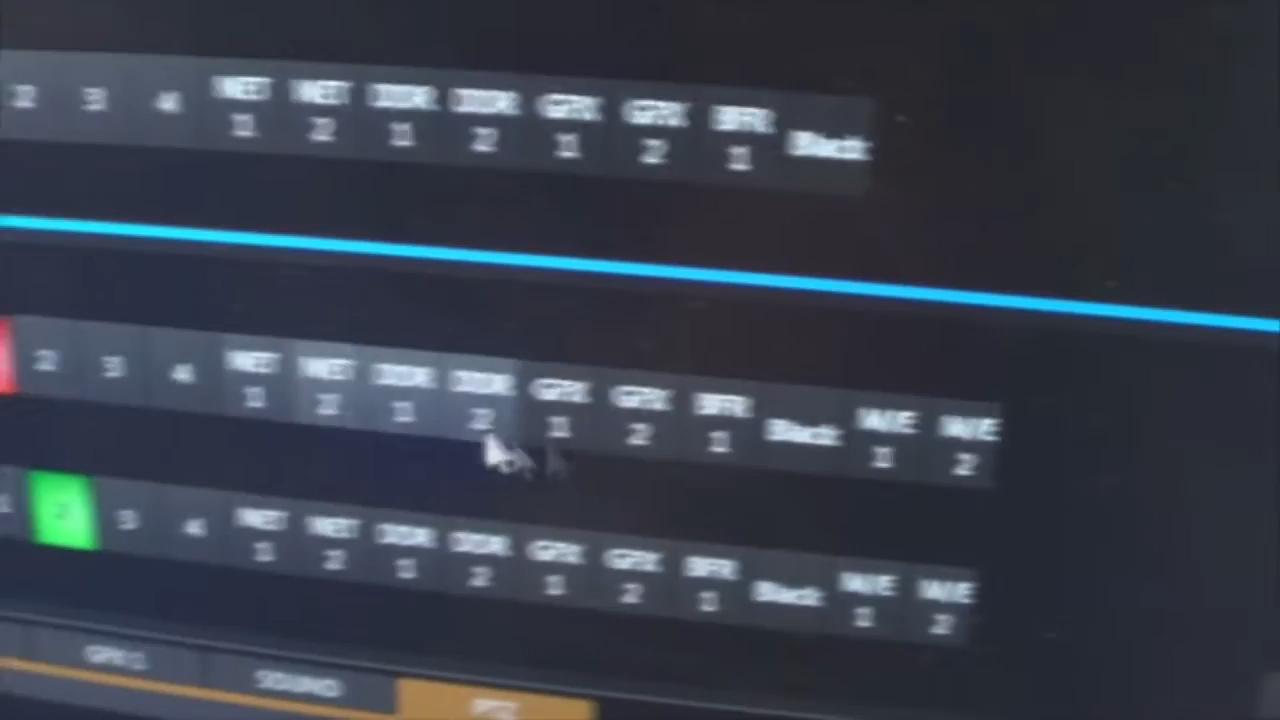 2 3 4 NET 1 NET 2 DDR 1 DDR 2 GFX 1 GFX 2 BFR 1 Black
2 3 4 NET 1 NET 2 DDR 1 DDR 2 GFX 1 GFX 2 BFR 1 Black M/E 1 M/E 2
1 2 3 4 NET 1 NET 2 DDR 1 DDR 2 GFX 1 GFX 2 BFR 1 Black M/E 1 M/E 2
SOUND PTZ